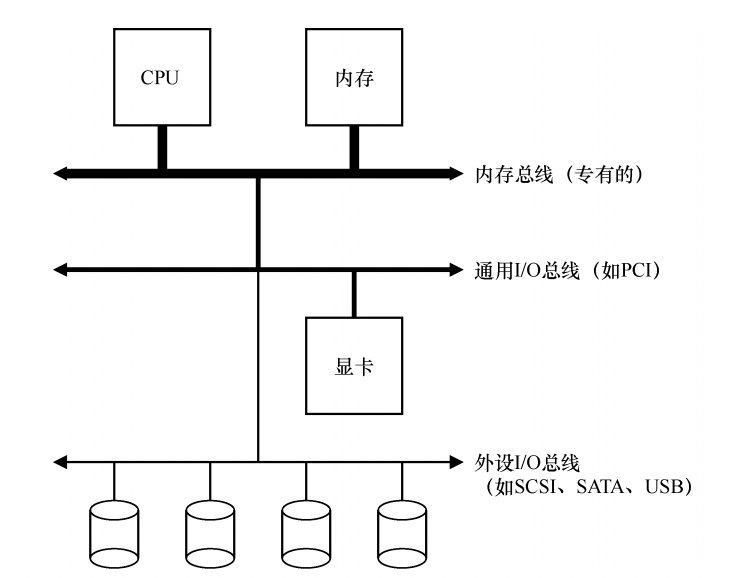 CPU
内存
内存总线（专有的）
通用I/O总线（如PCI）
显卡
外设I/O总线
（如SCSI、SATA、USB）